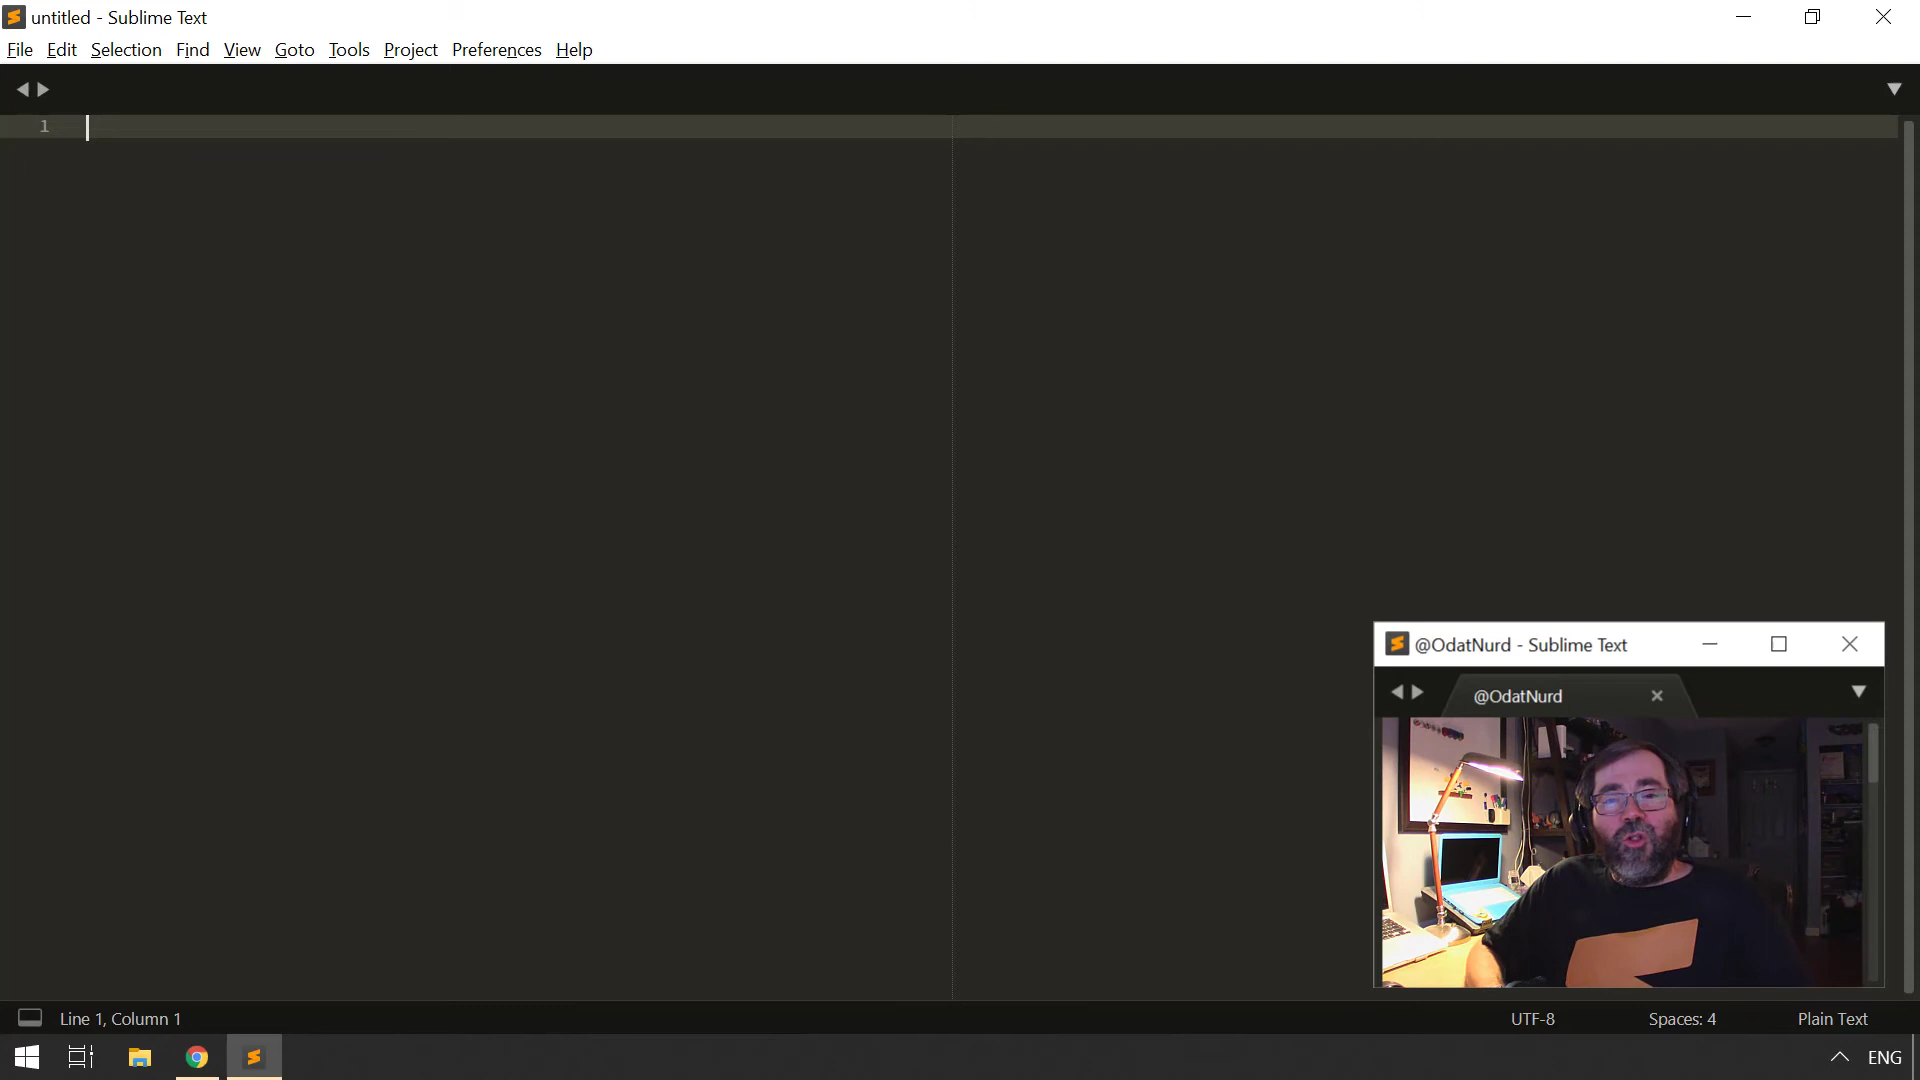 untitled - Sublime Text
File Edit Selection Find View Goto Tools Project Preferences Help
1
@OdatNurd - Sublime Text
@OdatNurd
Line 1, Column 1
UTF-8
Spaces: 4
Plain Text
ENG